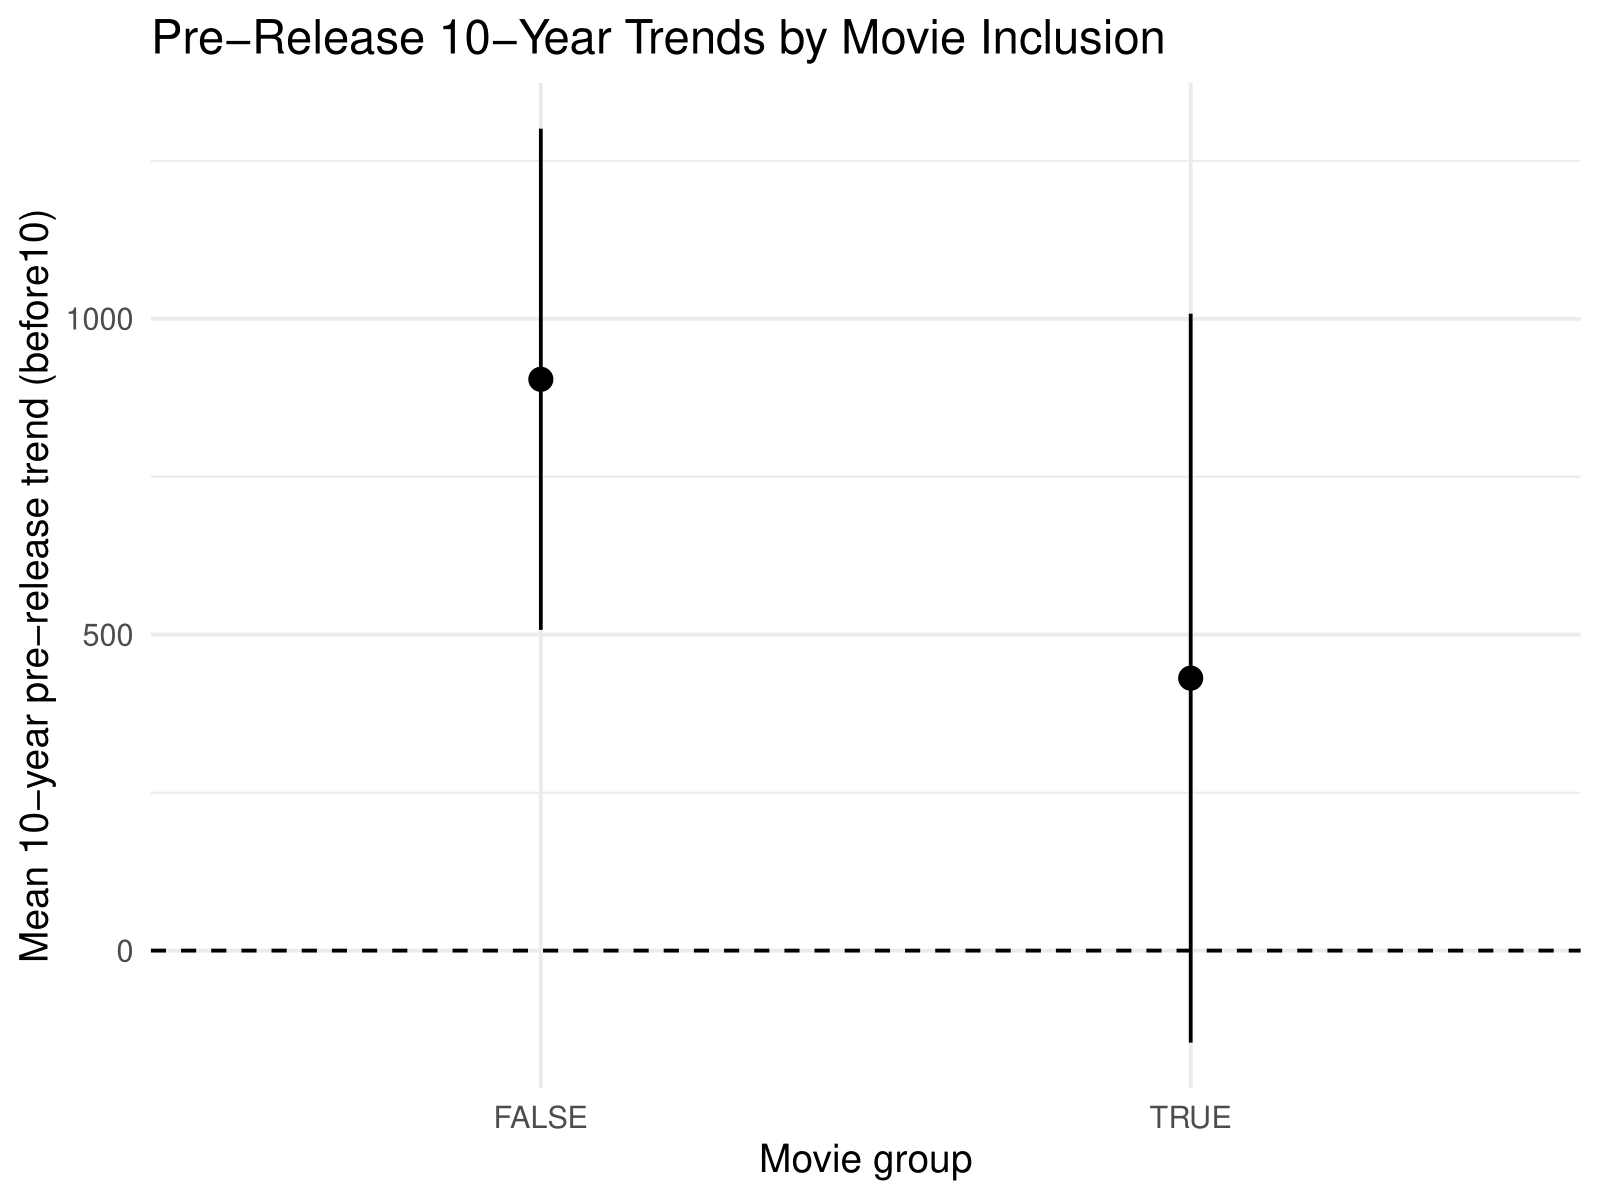 Pre−Release 10−Year Trends by Movie Inclusion
Mean 10−year pre−release trend (before10)
1000
500
0
FALSE
TRUE
Movie group